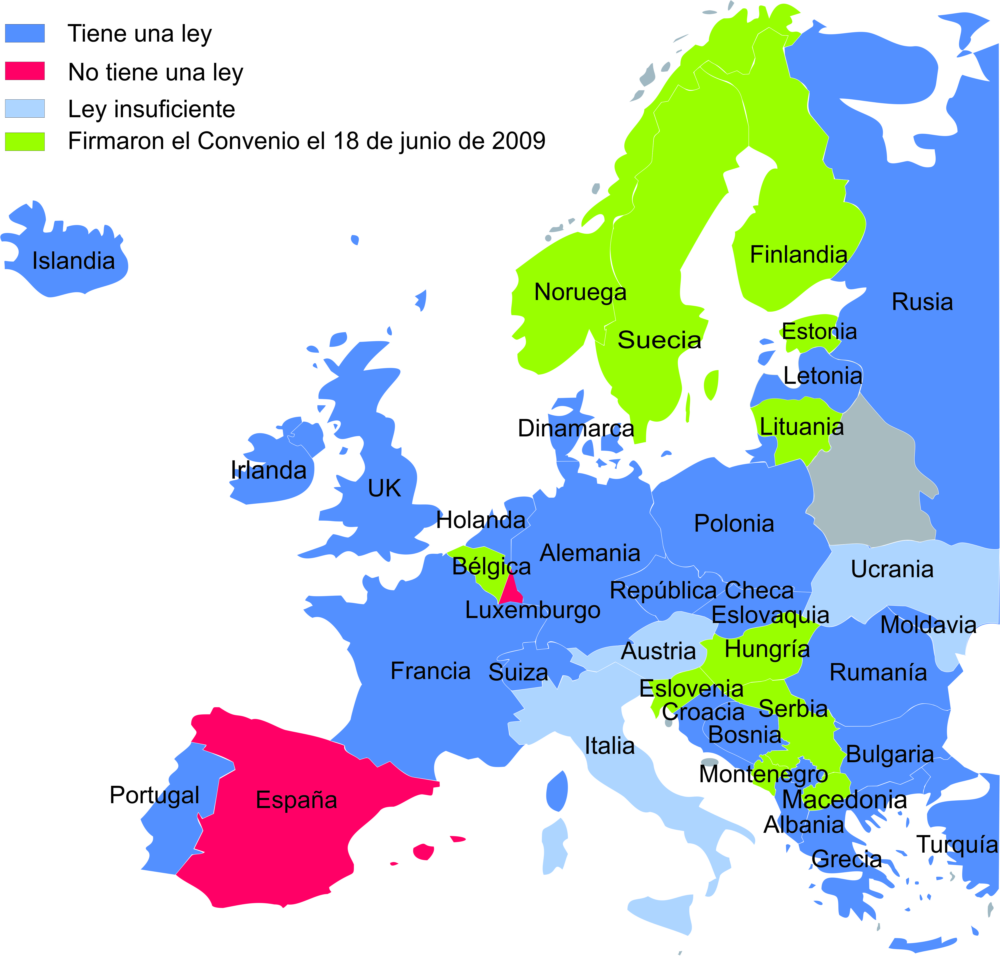 Tiene una ley
No tiene una ley
Ley insuficiente
Firmaron el Convenio el 18 de junio de 2009
Islandia
Finlandia
Noruega
Rusia
Estonia
Suecia
Letonia
Lituania
Dinamarca
Irlanda
UK
Holanda
Polonia
Alemania
Bélgica
Ucrania
República Checa
Luxemburgo
Eslovaquia
Moldavia
Austria
Hungría
Francia
Suiza
Rumanía
Eslovenia
Serbia
Croacia
Bosnia
Italia
Bulgaria
Montenegro
Portugal
España
Macedonia
Albania
Turquía
Grecia